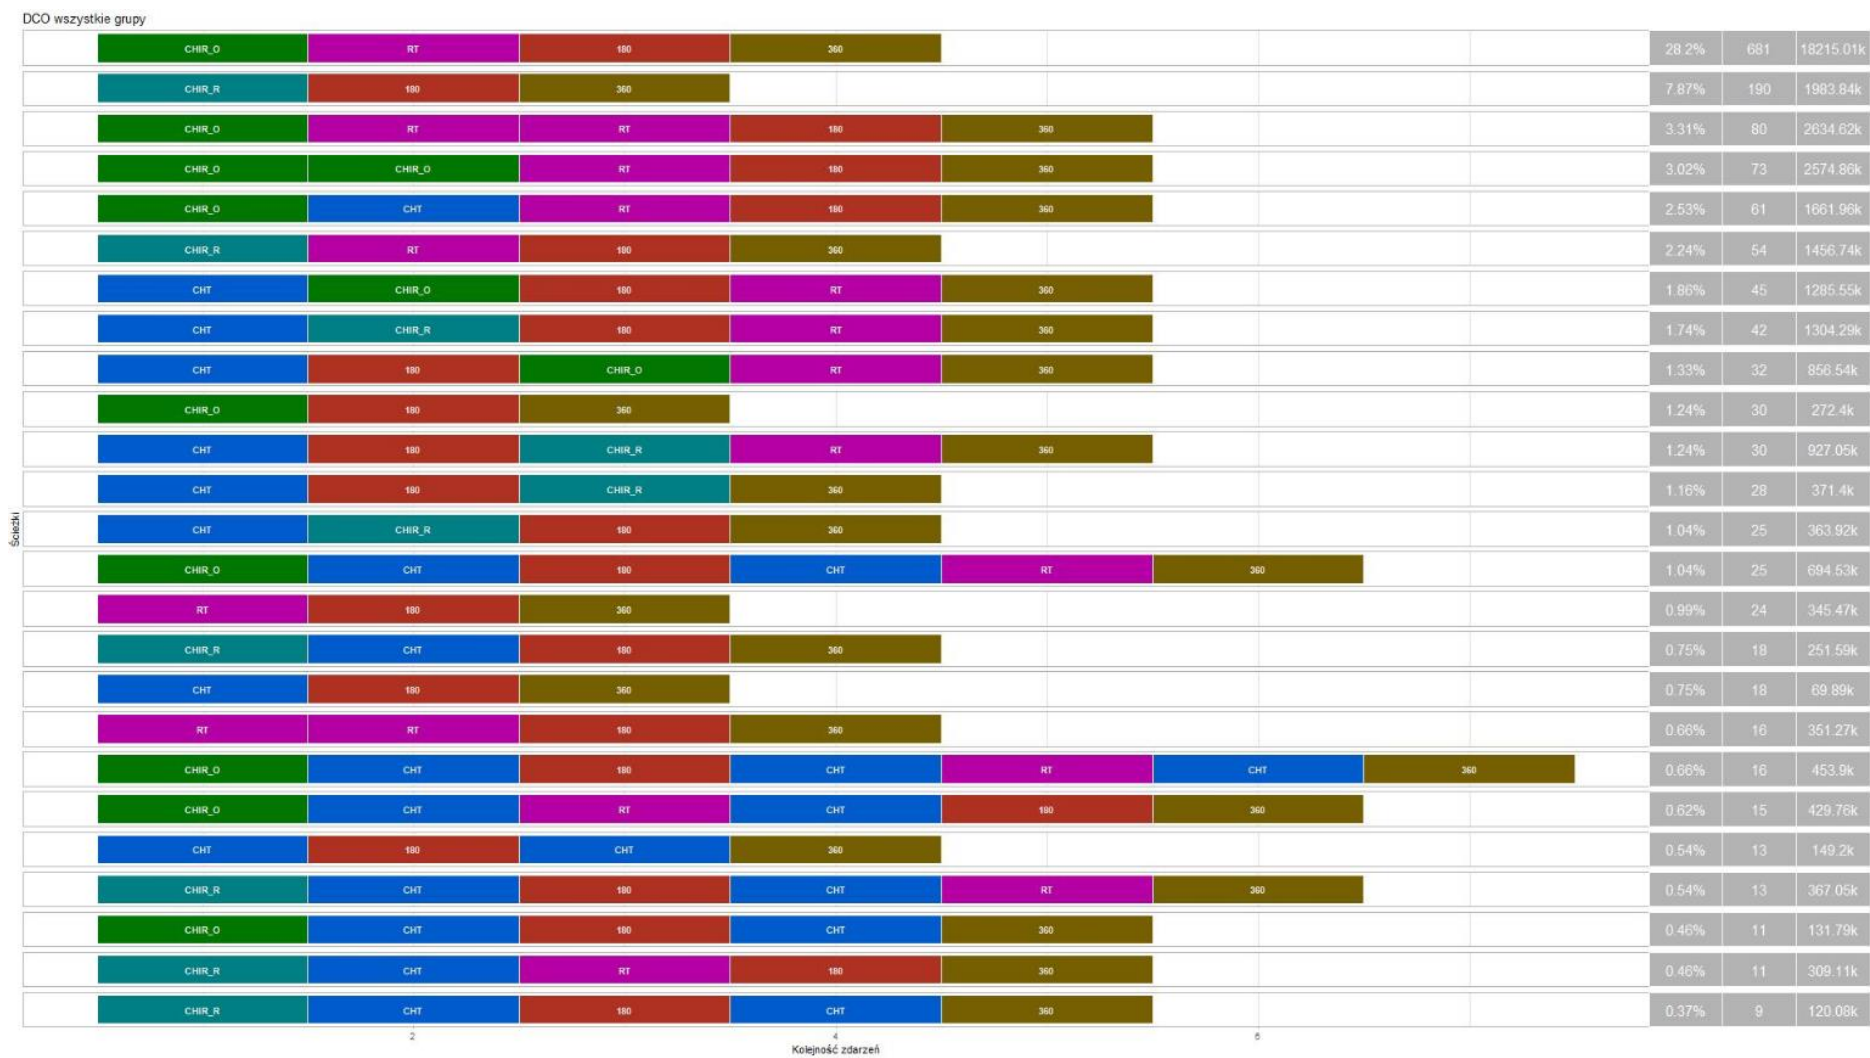 DCO wszystkie grupy
CHIR_O RT 180 360 28.2% 681 18215.01k
CHIR_R 180 360 7.87% 190 1983.84k
CHIR_O RT RT 180 360 3.31% 80 2634.62k
CHIR_O CHIR_O RT 180 360 3.02% 73 2574.86k
CHIR_O CHT RT 180 360 2.53% 61 1661.96k
CHIR_R RT 180 360 2.24% 54 1456.74k
CHT CHIR_O 180 RT 360 1.86% 45 1285.55k
CHT CHIR_R 180 RT 360 1.74% 42 1304.29k
CHT 180 CHIR_O RT 360 1.33% 32 856.54k
CHIR_O 180 360 1.24% 30 272.4k
CHT 180 CHIR_R RT 360 1.24% 30 927.05k
CHT 180 CHIR_R 360 1.16% 28 371.4k
Ścieżki
CHT CHIR_R 180 360 1.04% 25 363.92k
CHIR_O CHT 180 CHT RT 360 1.04% 25 694.53k
RT 180 360 0.99% 24 345.47k
CHIR_R CHT 180 360 0.75% 18 251.59k
CHT 180 360 0.75% 18 69.89k
RT RT 180 360 0.66% 16 351.27k
CHIR_O CHT 180 CHT RT CHT 360 0.66% 16 453.9k
CHIR_O CHT RT CHT 180 360 0.62% 15 429.76k
CHT 180 CHT 360 0.54% 13 149.2k
CHIR_R CHT 180 CHT RT 360 0.54% 13 367.05k
CHIR_O CHT 180 CHT 360 0.46% 11 131.79k
CHIR_R CHT RT 180 360 0.46% 11 309.11k
CHIR_R CHT 180 CHT 360 0.37% 9 120.08k
2 4 6
Kolejność zdarzeń